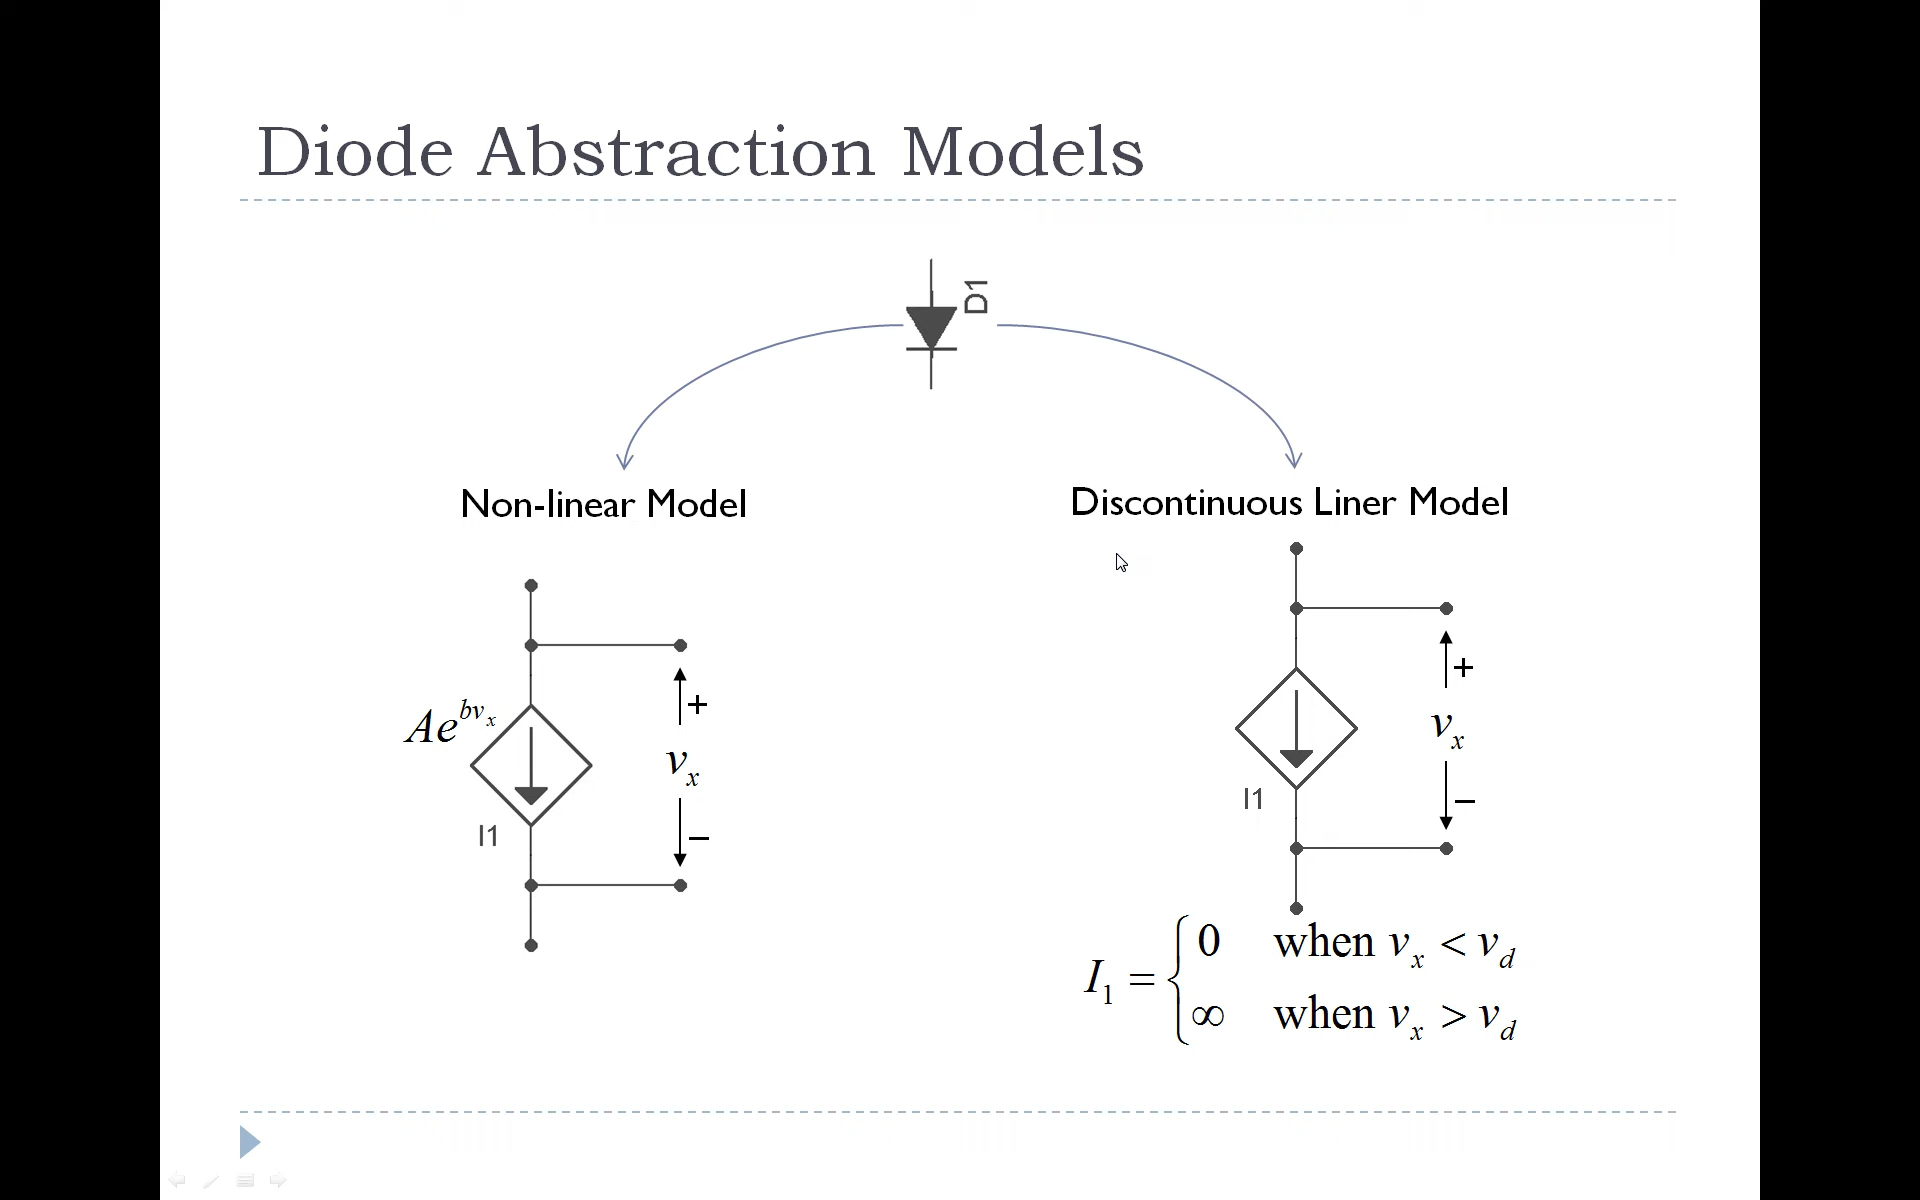 Diode Abstraction Models
D1
Non-linear Model
Discontinuous Liner Model
+
Ae^{bv_x}
v_x
I1
−
+
v_x
I1
−
I_1 = { 0 when v_x < v_d
∞ when v_x > v_d